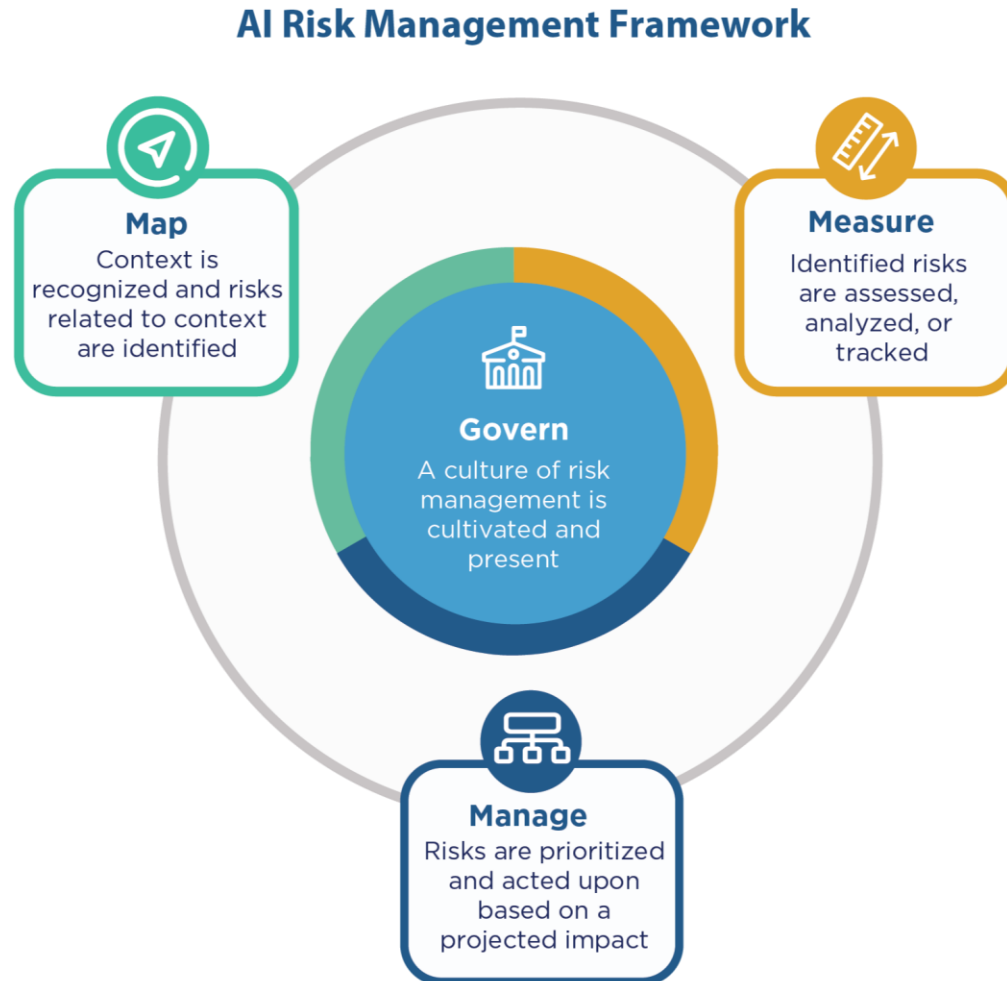 AI Risk Management Framework
Map
Context is
recognized and risks
related to context
are identified
Measure
Identified risks
are assessed,
analyzed, or
tracked
Govern
A culture of risk
management is
cultivated and
present
Manage
Risks are prioritized
and acted upon
based on a
projected impact